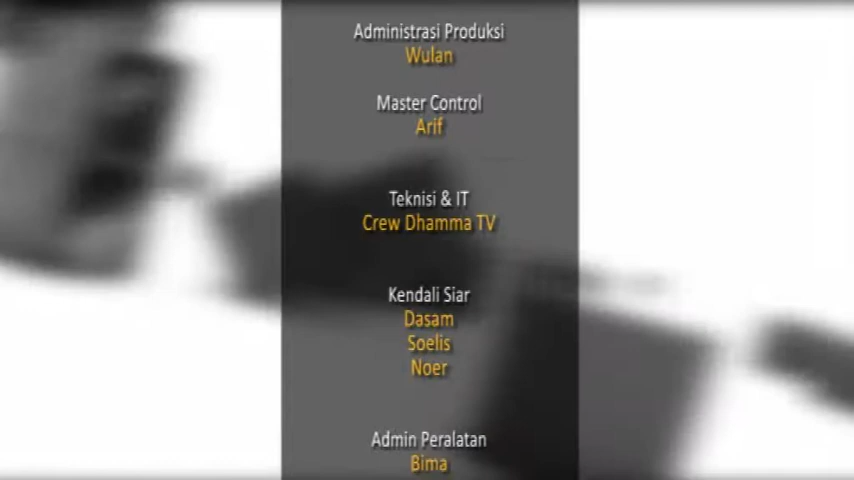 Administrasi Produksi
Wulan
Master Control
Arif
Teknisi & IT
Crew Dhamma TV
Kendali Siar
Dasam
Soelis
Noer
Admin Peralatan
Bima